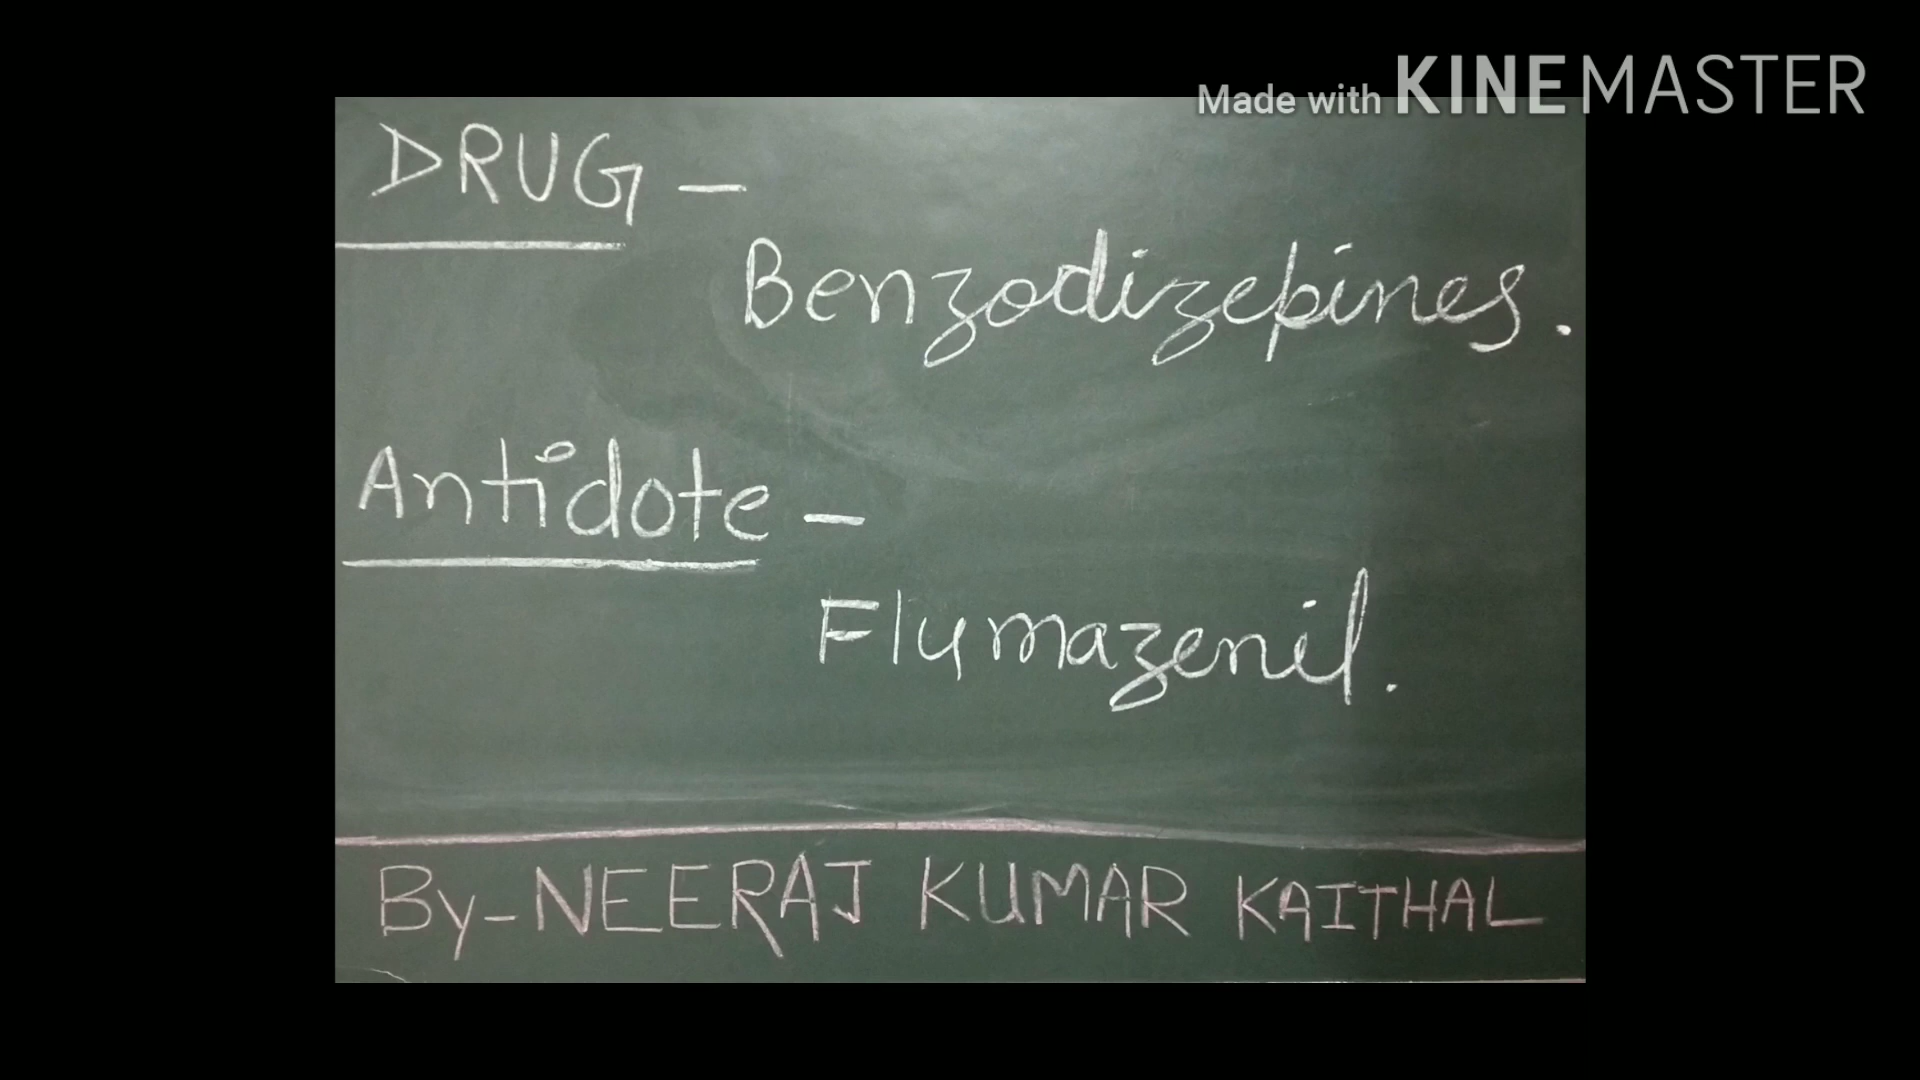 Made with KINEMASTER
DRUG -
Benzodizepines.
Antidote -
Flumazenil.
By-NEERAJ KUMAR KAITHAL